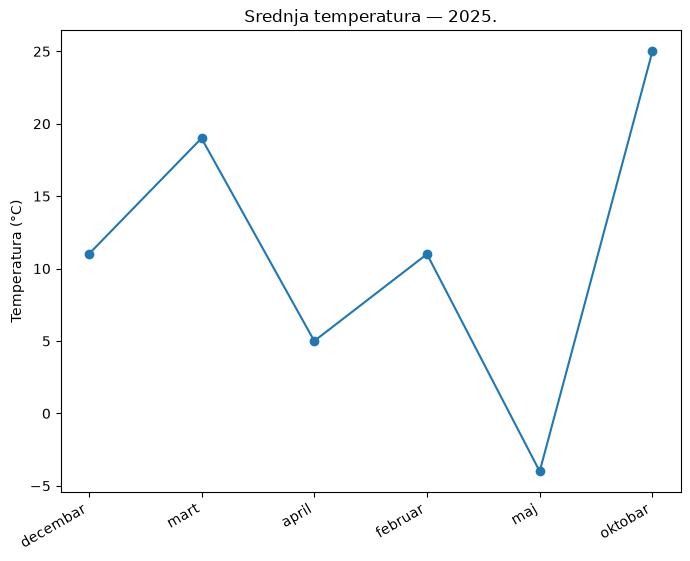 Srednja temperatura — 2025.
Temperatura (°C)
25
20
15
10
5
0
−5
decembar
mart
april
februar
maj
oktobar